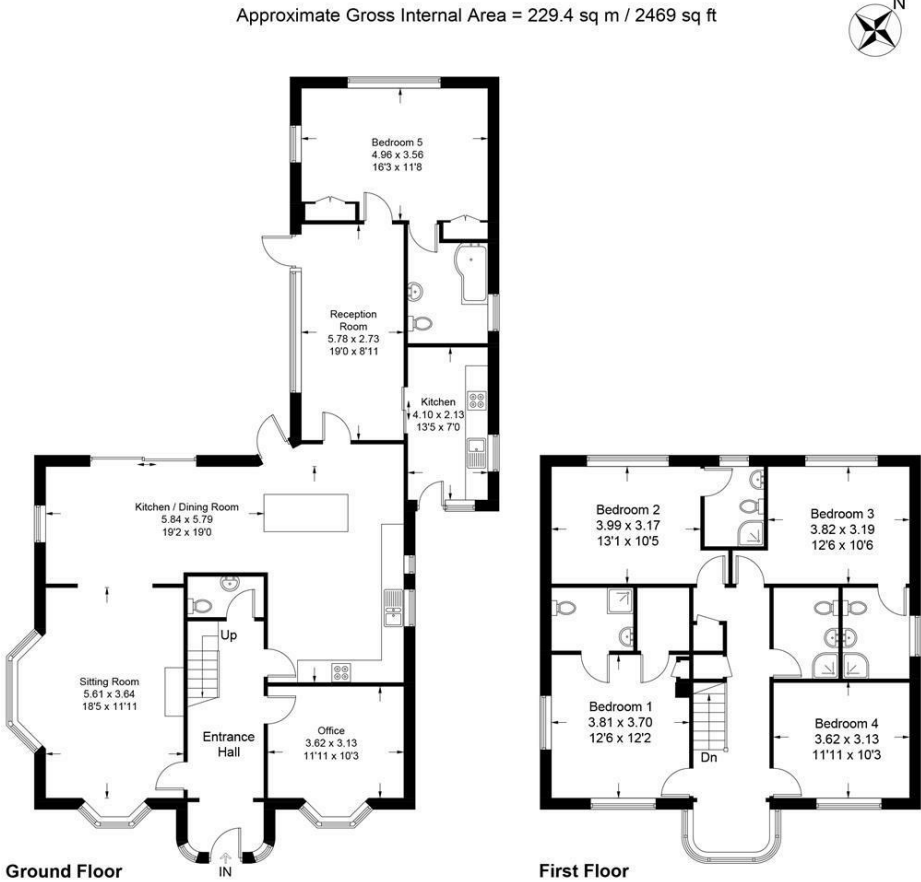 Approximate Gross Internal Area = 229.4 sq m / 2469 sq ft
N
Bedroom 5
4.96 x 3.56
16'3 x 11'8
Reception
Room
5.78 x 2.73
19'0 x 8'11
Kitchen
4.10 x 2.13
13'5 x 7'0
Kitchen / Dining Room
5.84 x 5.79
19'2 x 19'0
Up
Sitting Room
5.61 x 3.64
18'5 x 11'11
Entrance
Hall
Office
3.62 x 3.13
11'11 x 10'3
IN
Ground Floor
Bedroom 2
3.99 x 3.17
13'1 x 10'5
Bedroom 3
3.82 x 3.19
12'6 x 10'6
Bedroom 1
3.81 x 3.70
12'6 x 12'2
Dn
Bedroom 4
3.62 x 3.13
11'11 x 10'3
First Floor